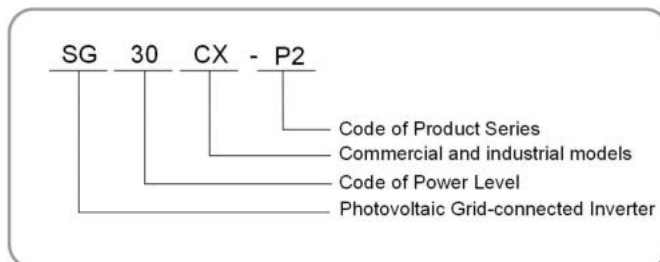 SG 30 CX - P2
Code of Product Series
Commercial and industrial models
Code of Power Level
Photovoltaic Grid-connected Inverter